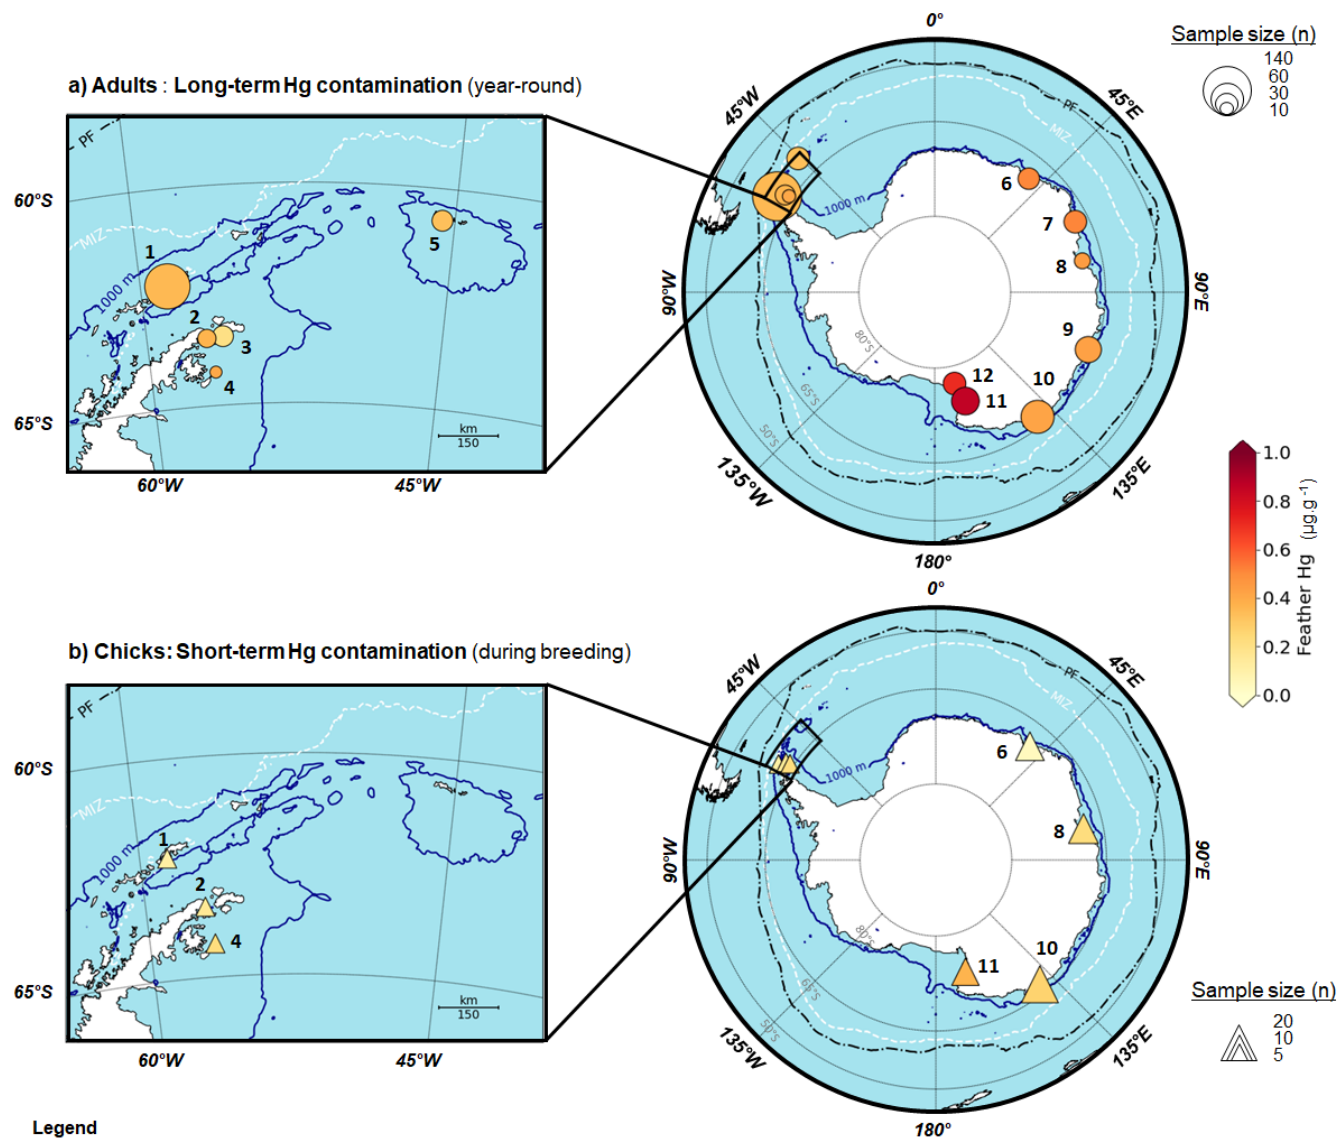 a) Adults : Long-term Hg contamination (year-round)
PF
60°S
MIZ
1000 m
1
2
3
4
5
65°S
km
150
60°W
45°W
0°
45°W
45°E
90°W
90°E
135°W
135°E
180°
PF
MIZ
1000 m
80°S
65°S
50°S
6
7
8
9
10
11
12
Sample size (n)
140
60
30
10
1.0
0.8
0.6
0.4
0.2
0.0
Feather Hg (µg.g⁻¹)
b) Chicks: Short-term Hg contamination (during breeding)
PF
60°S
MIZ
1000 m
1
2
4
65°S
km
150
60°W
45°W
0°
45°W
45°E
90°W
90°E
135°W
135°E
180°
PF
MIZ
1000 m
80°S
65°S
50°S
6
8
10
11
Sample size (n)
20
10
5
Legend